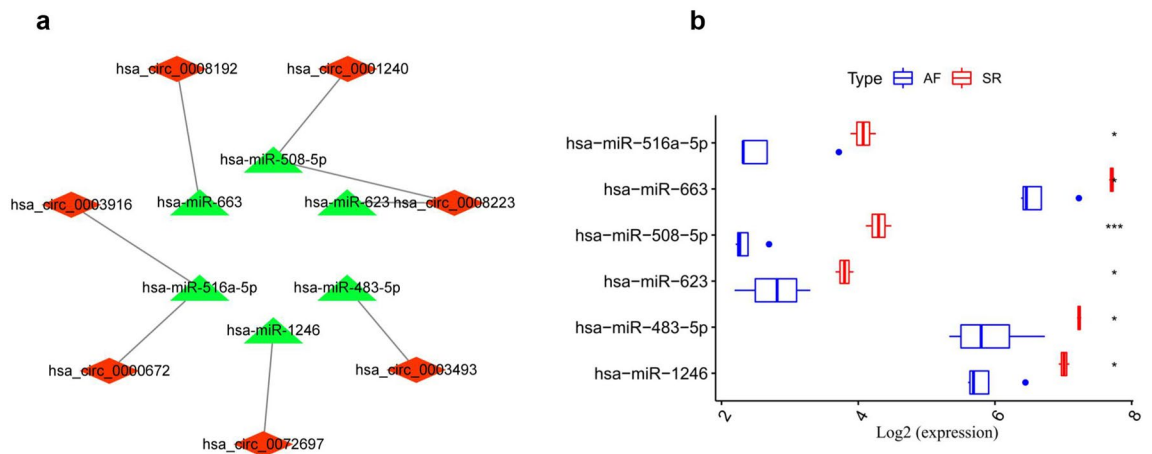 a
hsa_circ_0008192
hsa_circ_0001240
hsa-miR-508-5p
hsa_circ_0003916
hsa-miR-663
hsa-miR-623
hsa_circ_0008223
hsa-miR-516a-5p
hsa-miR-483-5p
hsa-miR-1246
hsa_circ_0000672
hsa_circ_0003493
hsa_circ_0072697
b
Type AF SR
hsa−miR−516a−5p *
hsa−miR−663 *
hsa−miR−508−5p ***
hsa−miR−623 *
hsa−miR−483−5p *
hsa−miR−1246 *
2 4 6 8
Log2 (expression)